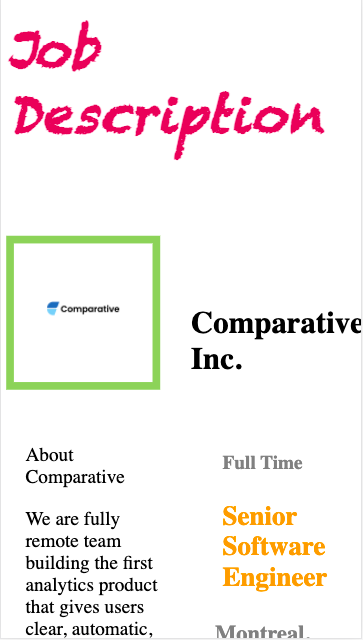 Job
Description
Comparative
Comparative
Inc.
About
Comparative
We are fully
remote team
building the first
analytics product
that gives users
clear, automatic,
Full Time
Senior
Software
Engineer
Montreal,